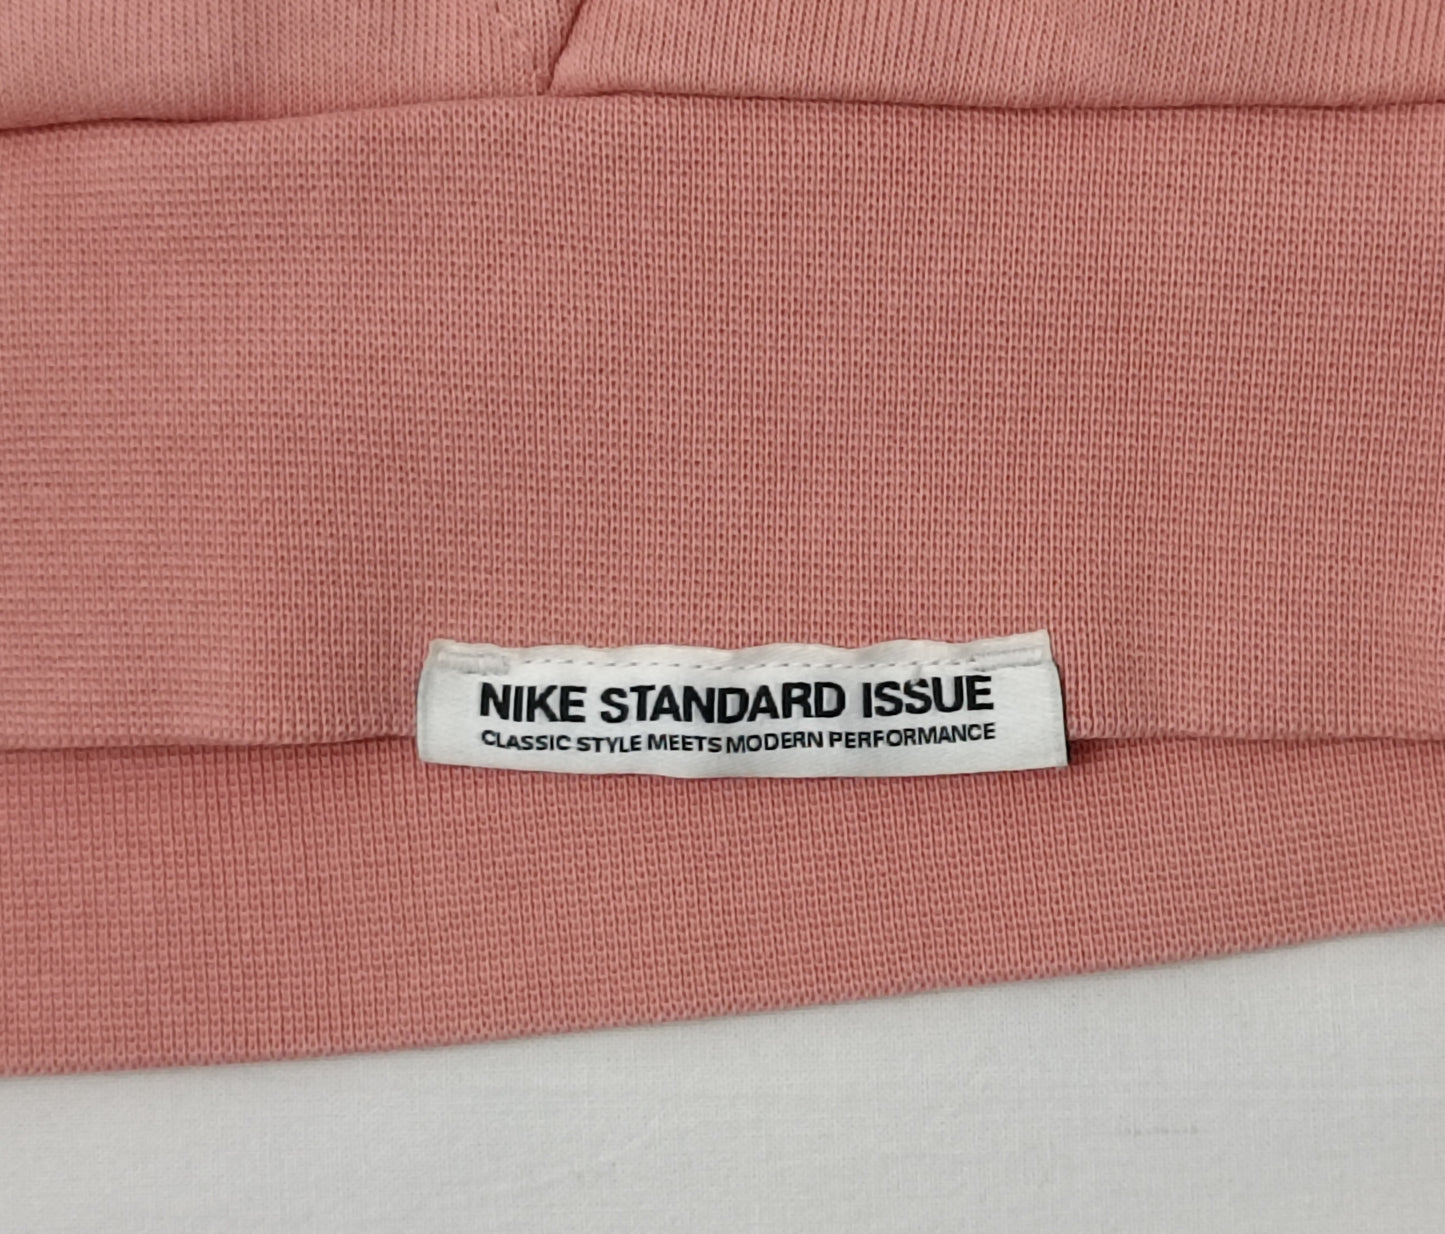 NIKE STANDARD ISSUE
CLASSIC STYLE MEETS MODERN PERFORMANCE